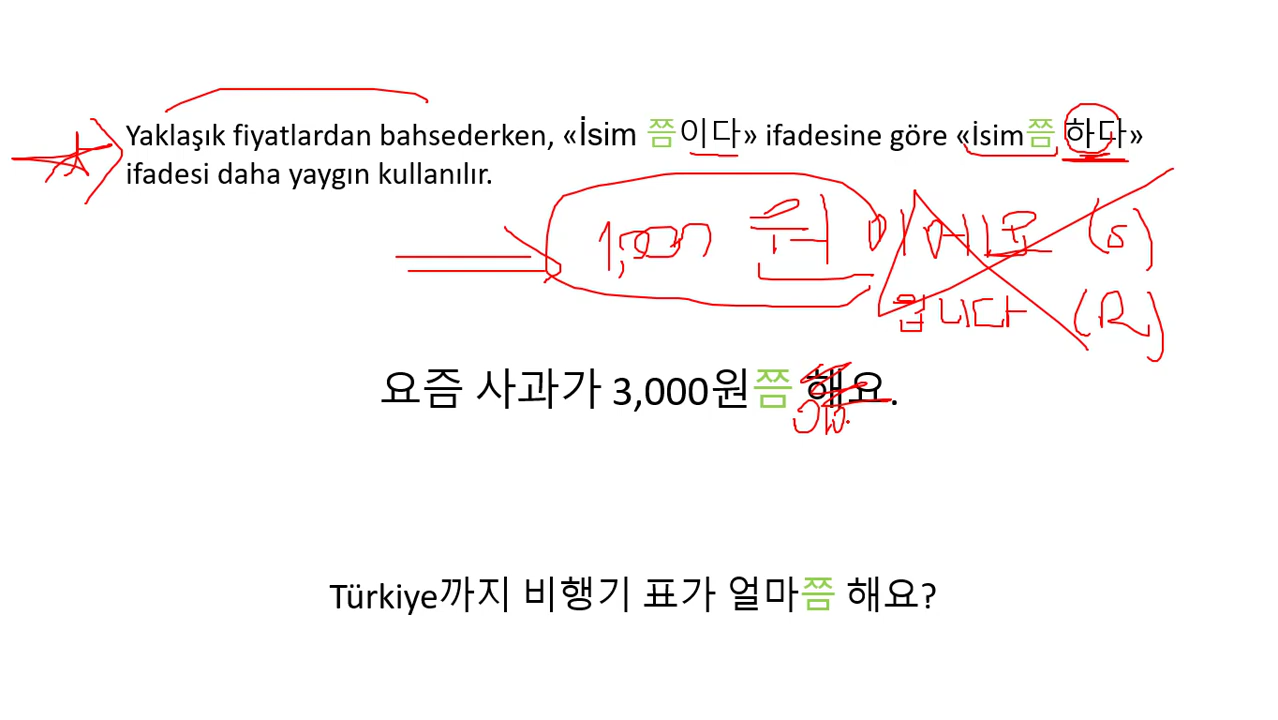 Yaklaşık fiyatlardan bahsederken, «İsim 쯤이다» ifadesine göre «İsim쯤 하다»
ifadesi daha yaygın kullanılır.
1,000 원 이에요 (S)
입니다 (R)
요즘 사과가 3,000원쯤 해요.
Türkiye까지 비행기 표가 얼마쯤 해요?